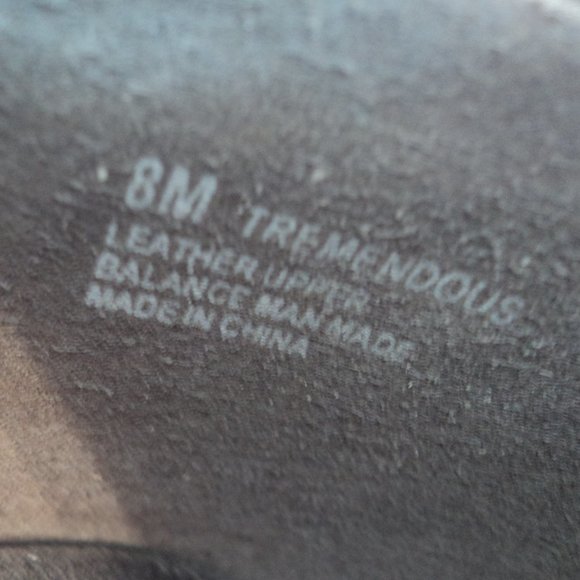 8M TREMENDOUS
LEATHER UPPER
BALANCE MAN MADE
MADE IN CHINA